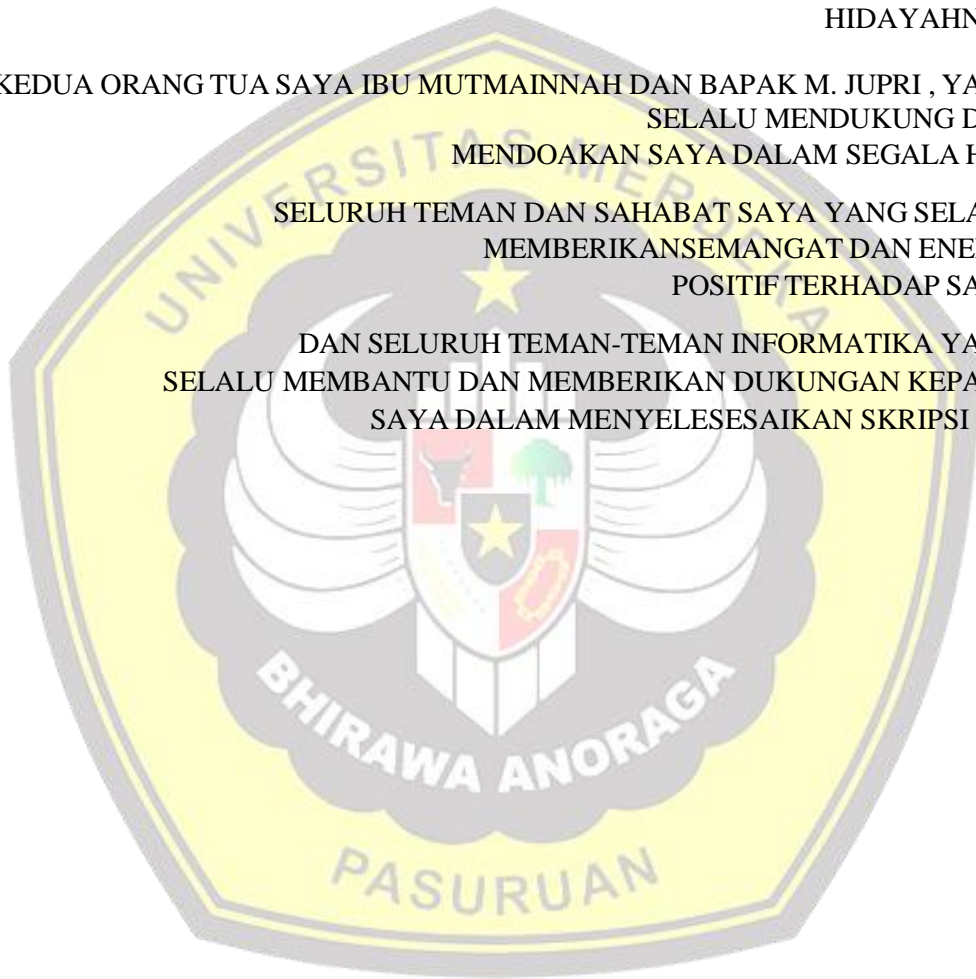 HIDAYAHN
KEDUA ORANG TUA SAYA IBU MUTMAINNAH DAN BAPAK M. JUPRI , YA
SELALU MENDUKUNG D
MENDOAKAN SAYA DALAM SEGALA H
SELURUH TEMAN DAN SAHABAT SAYA YANG SELA
MEMBERIKANSEMANGAT DAN ENE
POSITIF TERHADAP SA
DAN SELURUH TEMAN-TEMAN INFORMATIKA YA
SELALU MEMBANTU DAN MEMBERIKAN DUKUNGAN KEPA
SAYA DALAM MENYELESESAIKAN SKRIPSI
UNIVERSITAS MERDEKA
BHIRAWA ANORAGA
PASURUAN